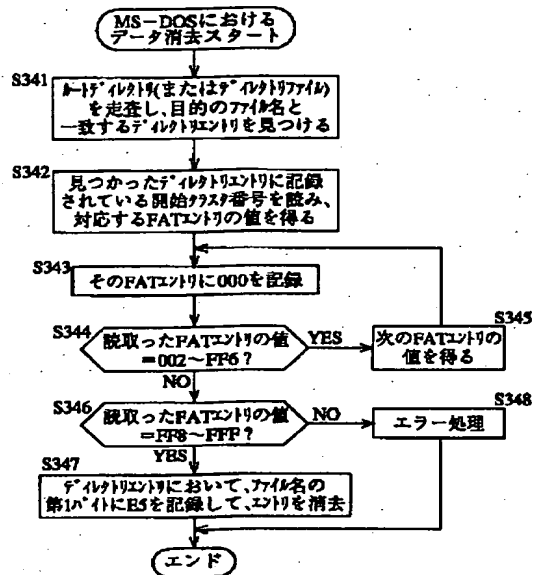 MS-DOSにおける
データ消去スタート
S341
ルートディレクトリ(またはディレクトリファイル)
を走査し、目的のファイル名と
一致するディレクトリエントリを見つける
S342
見つかったディレクトリエントリに記録
されている開始クラスタ番号を読み、
対応するFATエントリの値を得る
S343
そのFATエントリに000を記録
S344
読取ったFATエントリの値
=002～FF6?
YES
S345
次のFATエントリの
値を得る
NO
S346
読取ったFATエントリの値
=FF8～FFF?
NO
S348
エラー処理
YES
S347
ディレクトリエントリにおいて、ファイル名の
第1バイトにE5を記録して、エントリを消去
エンド